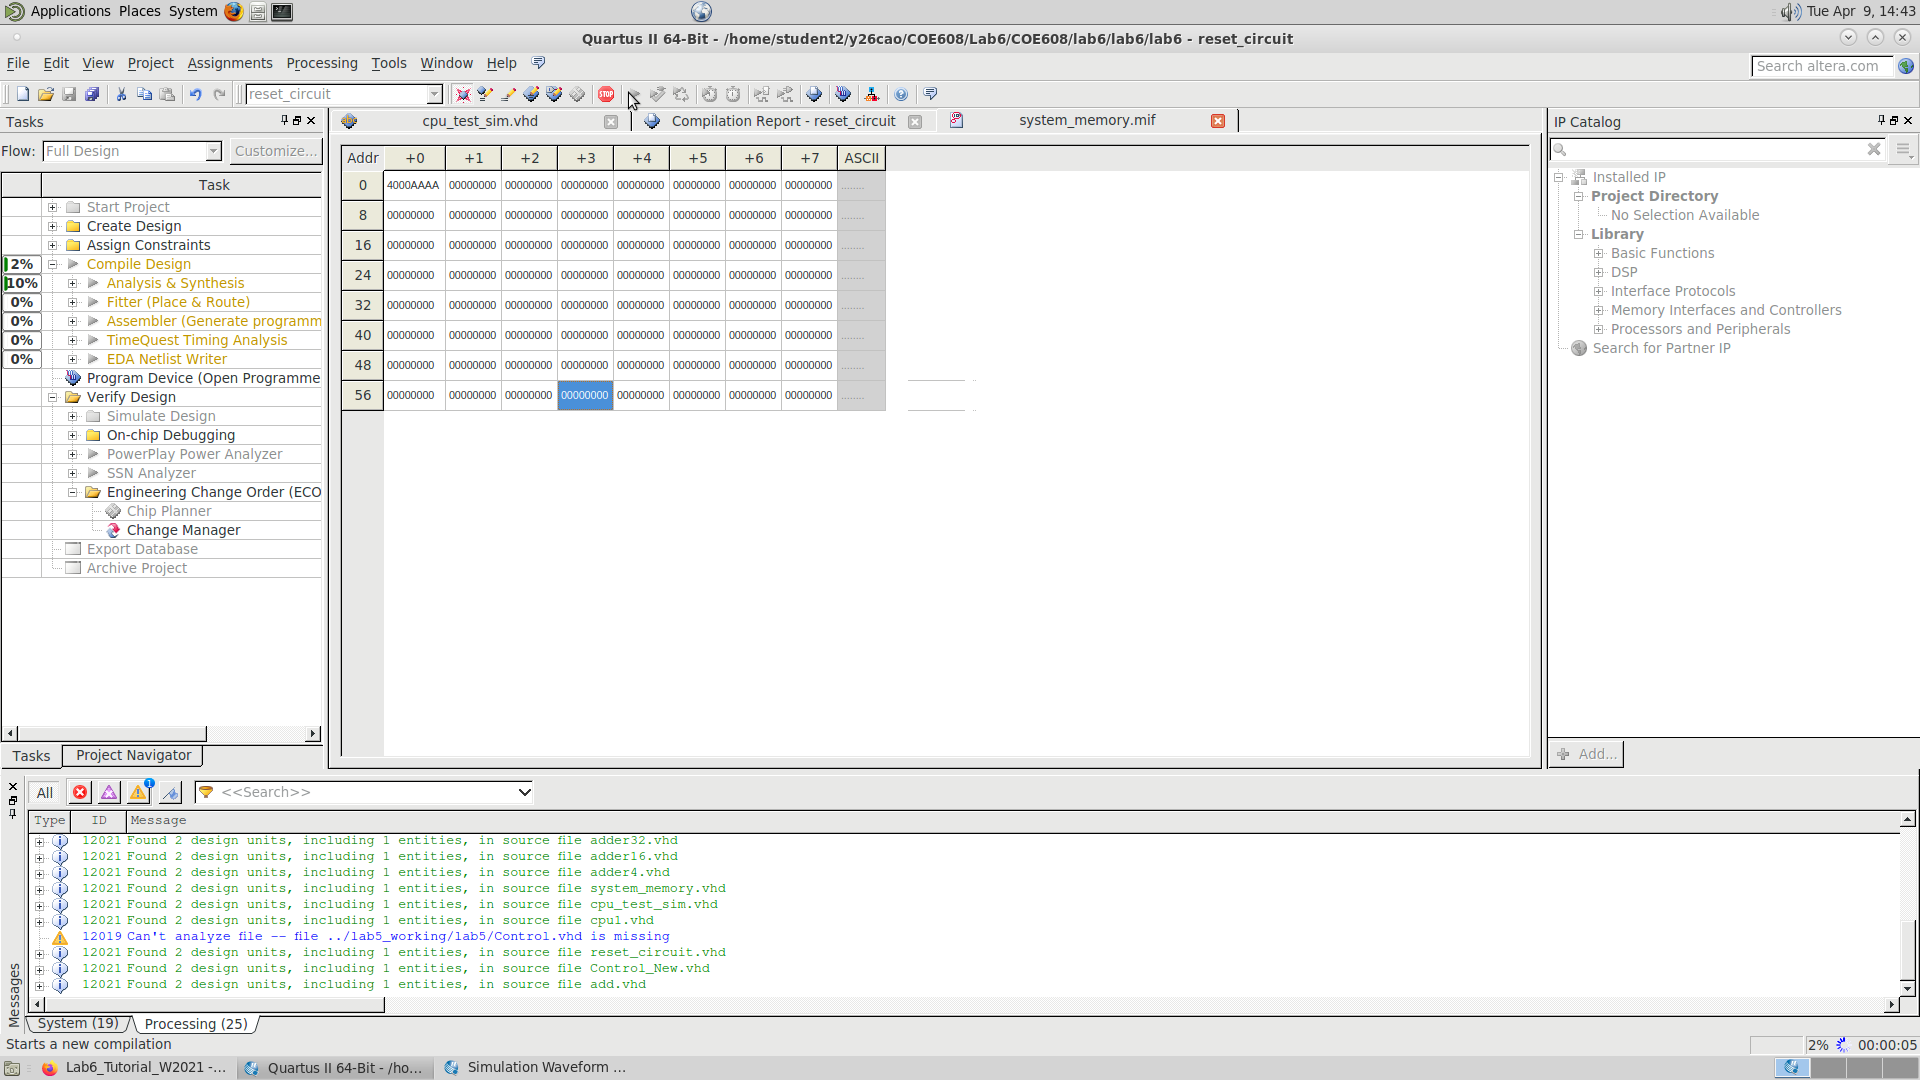 Applications Places System Tue Apr 9, 14:43
Quartus II 64-Bit - /home/student2/y26cao/COE608/Lab6/COE608/lab6/lab6/lab6 - reset_circuit
File Edit View Project Assignments Processing Tools Window Help Search altera.com
reset_circuit STOP
Tasks
Flow: Full Design Customize...
Task
Start Project
Create Design
Assign Constraints
2% Compile Design
10% Analysis & Synthesis
0% Fitter (Place & Route)
0% Assembler (Generate programm
0% TimeQuest Timing Analysis
0% EDA Netlist Writer
Program Device (Open Programme
Verify Design
Simulate Design
On-chip Debugging
PowerPlay Power Analyzer
SSN Analyzer
Engineering Change Order (ECO
Chip Planner
Change Manager
Export Database
Archive Project
Tasks Project Navigator
cpu_test_sim.vhd Compilation Report - reset_circuit system_memory.mif
Addr +0 +1 +2 +3 +4 +5 +6 +7 ASCII
0 4000AAAA 00000000 00000000 00000000 00000000 00000000 00000000 00000000 ........
8 00000000 00000000 00000000 00000000 00000000 00000000 00000000 00000000 ........
16 00000000 00000000 00000000 00000000 00000000 00000000 00000000 00000000 ........
24 00000000 00000000 00000000 00000000 00000000 00000000 00000000 00000000 ........
32 00000000 00000000 00000000 00000000 00000000 00000000 00000000 00000000 ........
40 00000000 00000000 00000000 00000000 00000000 00000000 00000000 00000000 ........
48 00000000 00000000 00000000 00000000 00000000 00000000 00000000 00000000 ........
56 00000000 00000000 00000000 00000000 00000000 00000000 00000000 00000000 ........
IP Catalog
Installed IP
Project Directory
No Selection Available
Library
Basic Functions
DSP
Interface Protocols
Memory Interfaces and Controllers
Processors and Peripherals
Search for Partner IP
Add...
All 1 <<Search>>
Type ID Message
12021 Found 2 design units, including 1 entities, in source file adder32.vhd
12021 Found 2 design units, including 1 entities, in source file adder16.vhd
12021 Found 2 design units, including 1 entities, in source file adder4.vhd
12021 Found 2 design units, including 1 entities, in source file system_memory.vhd
12021 Found 2 design units, including 1 entities, in source file cpu_test_sim.vhd
12021 Found 2 design units, including 1 entities, in source file cpu1.vhd
12019 Can't analyze file -- file ../lab5_working/lab5/Control.vhd is missing
12021 Found 2 design units, including 1 entities, in source file reset_circuit.vhd
12021 Found 2 design units, including 1 entities, in source file Control_New.vhd
12021 Found 2 design units, including 1 entities, in source file add.vhd
Messages
System (19) Processing (25)
Starts a new compilation 2% 00:00:05
Lab6_Tutorial_W2021 -... Quartus II 64-Bit - /ho... Simulation Waveform ...